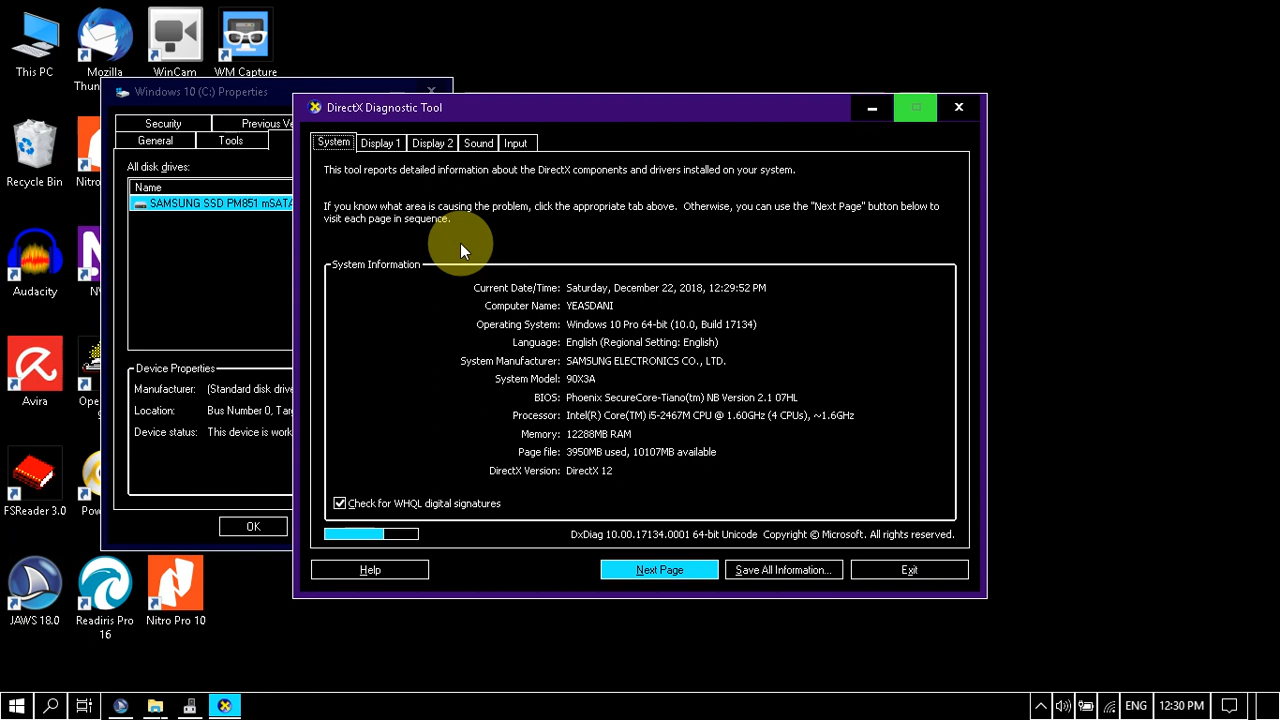 This PC
Mozilla
Thun
WinCam
WM Capture
Recycle Bin
Nitro
Audacity
Avira
Ope
FSReader 3.0
Pow
JAWS 18.0
Readiris Pro
16
Nitro Pro 10
Windows 10 (C:) Properties
Security
Previous Ve
General
Tools
All disk drives:
Name
SAMSUNG SSD PM851 mSATA
Device Properties
Manufacturer: (Standard disk drive
Location: Bus Number 0, Targ
Device status: This device is work
OK
DirectX Diagnostic Tool
System Display 1 Display 2 Sound Input
This tool reports detailed information about the DirectX components and drivers installed on your system.
If you know what area is causing the problem, click the appropriate tab above.  Otherwise, you can use the "Next Page" button below to
visit each page in sequence.
System Information
Current Date/Time: Saturday, December 22, 2018, 12:29:52 PM
Computer Name: YEASDANI
Operating System: Windows 10 Pro 64-bit (10.0, Build 17134)
Language: English (Regional Setting: English)
System Manufacturer: SAMSUNG ELECTRONICS CO., LTD.
System Model: 90X3A
BIOS: Phoenix SecureCore-Tiano(tm) NB Version 2.1 07HL
Processor: Intel(R) Core(TM) i5-2467M CPU @ 1.60GHz (4 CPUs), ~1.6GHz
Memory: 12288MB RAM
Page file: 3950MB used, 10107MB available
DirectX Version: DirectX 12
Check for WHQL digital signatures
DxDiag 10.00.17134.0001 64-bit Unicode  Copyright © Microsoft. All rights reserved.
Help
Next Page
Save All Information...
Exit
ENG
12:30 PM